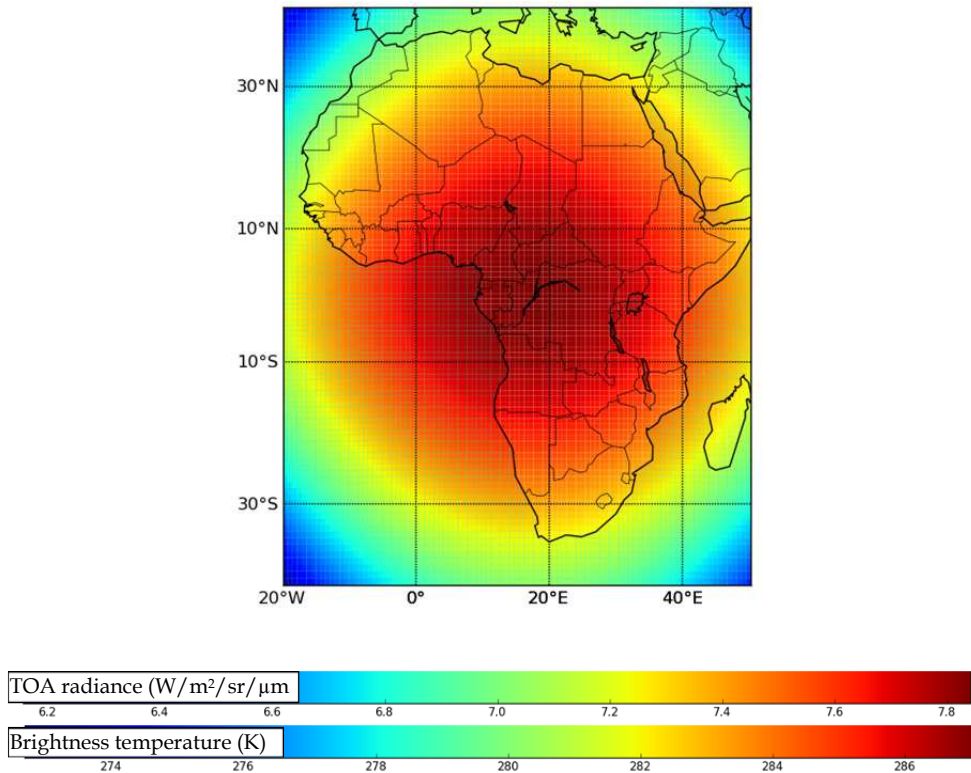 30°N
10°N
10°S
30°S
20°W 0° 20°E 40°E
TOA radiance (W/m²/sr/µm
6.2 6.4 6.6 6.8 7.0 7.2 7.4 7.6 7.8
Brightness temperature (K)
274 276 278 280 282 284 286